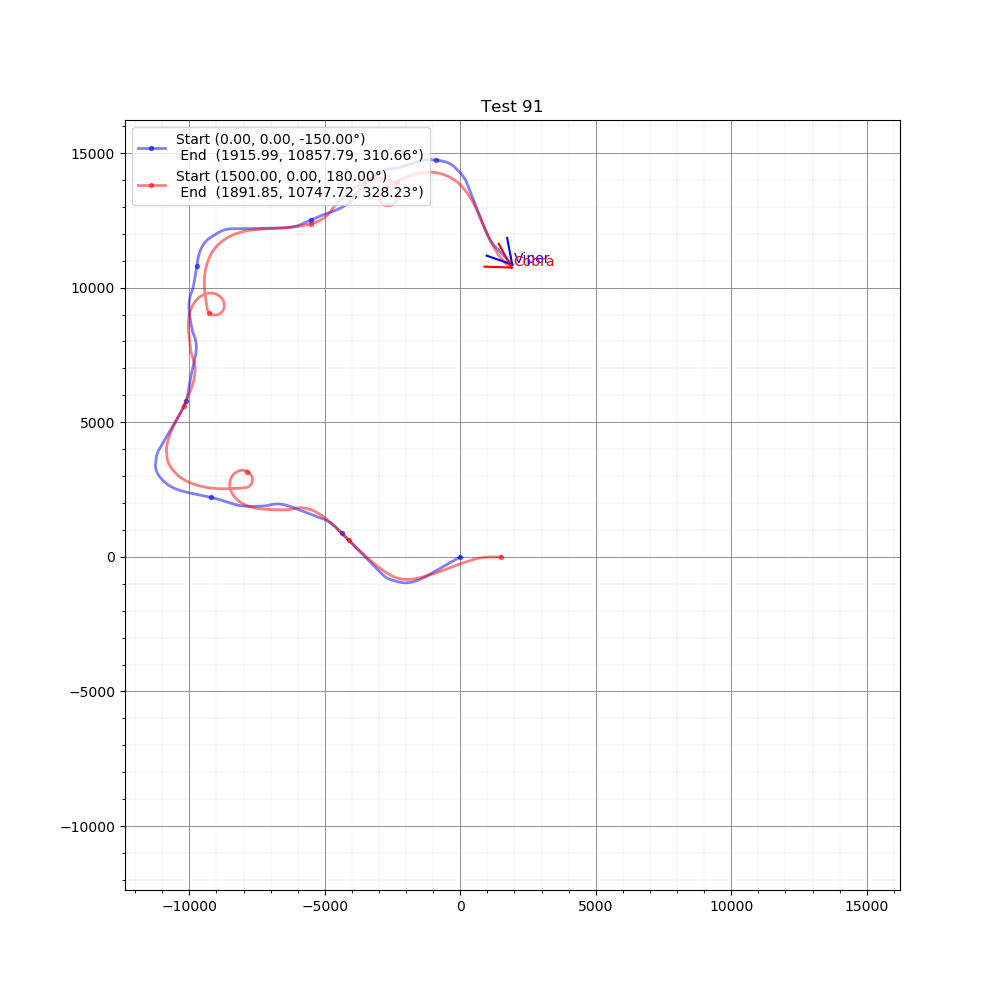 Test 91
Start (0.00, 0.00, -150.00°)
End (1915.99, 10857.79, 310.66°)
Start (1500.00, 0.00, 180.00°)
End (1891.85, 10747.72, 328.23°)
15000
10000
5000
0
−5000
−10000
Viper
Cobra
−10000
−5000
0
5000
10000
15000